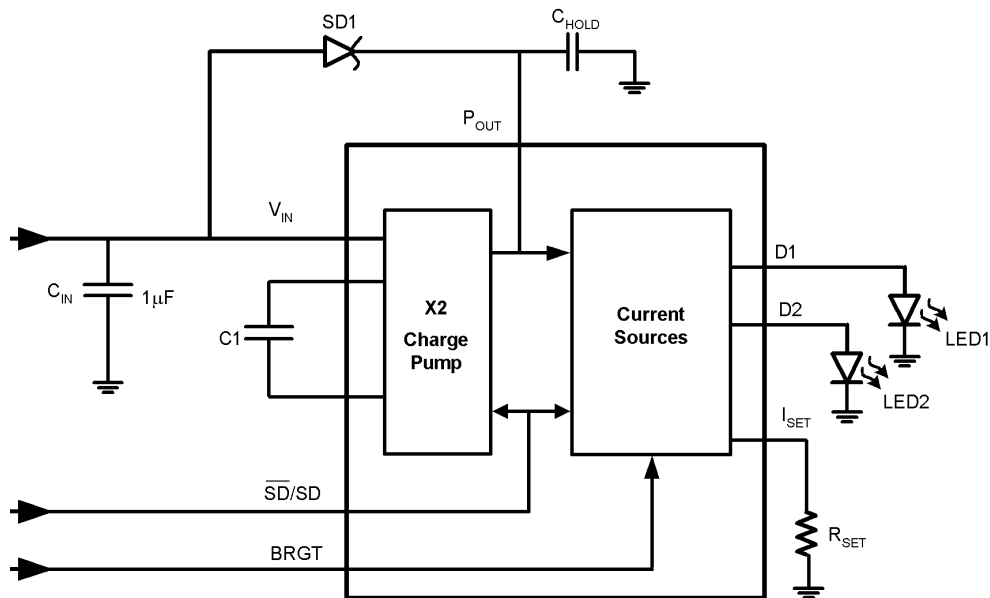 SD1
CHOLD
POUT
VIN
CIN
1µF
C1
X2
Charge
Pump
Current
Sources
D1
D2
LED1
LED2
ISET
SD/SD
BRGT
RSET